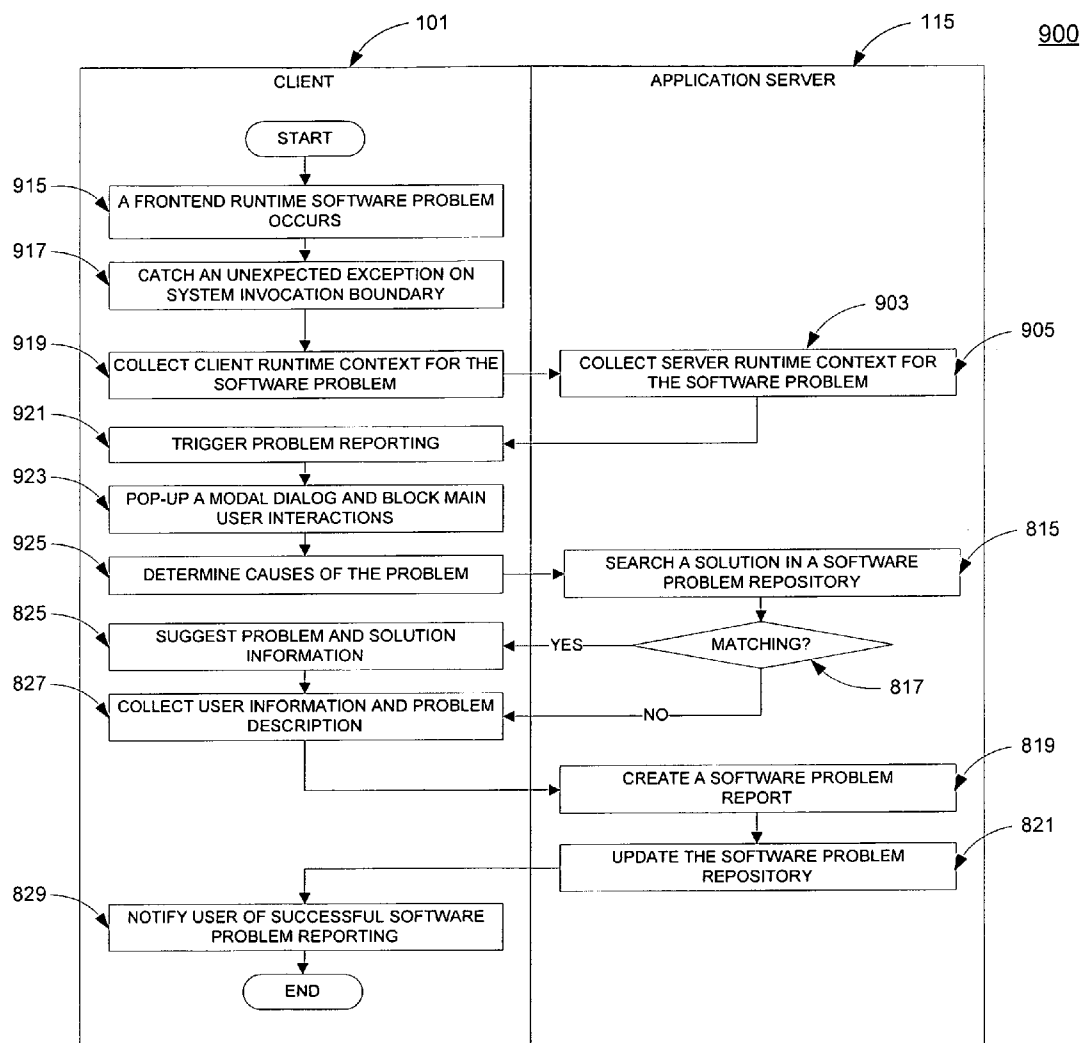 101
115
900
CLIENT
APPLICATION SERVER
START
915
A FRONTEND RUNTIME SOFTWARE PROBLEM
OCCURS
917
CATCH AN UNEXPECTED EXCEPTION ON
SYSTEM INVOCATION BOUNDARY
903
905
919
COLLECT CLIENT RUNTIME CONTEXT FOR THE
SOFTWARE PROBLEM
COLLECT SERVER RUNTIME CONTEXT FOR
THE SOFTWARE PROBLEM
921
TRIGGER PROBLEM REPORTING
923
POP-UP A MODAL DIALOG AND BLOCK MAIN
USER INTERACTIONS
925
DETERMINE CAUSES OF THE PROBLEM
815
SEARCH A SOLUTION IN A SOFTWARE
PROBLEM REPOSITORY
825
SUGGEST PROBLEM AND SOLUTION
INFORMATION
YES
MATCHING?
817
827
COLLECT USER INFORMATION AND PROBLEM
DESCRIPTION
NO
819
CREATE A SOFTWARE PROBLEM
REPORT
821
UPDATE THE SOFTWARE PROBLEM
REPOSITORY
829
NOTIFY USER OF SUCCESSFUL SOFTWARE
PROBLEM REPORTING
END